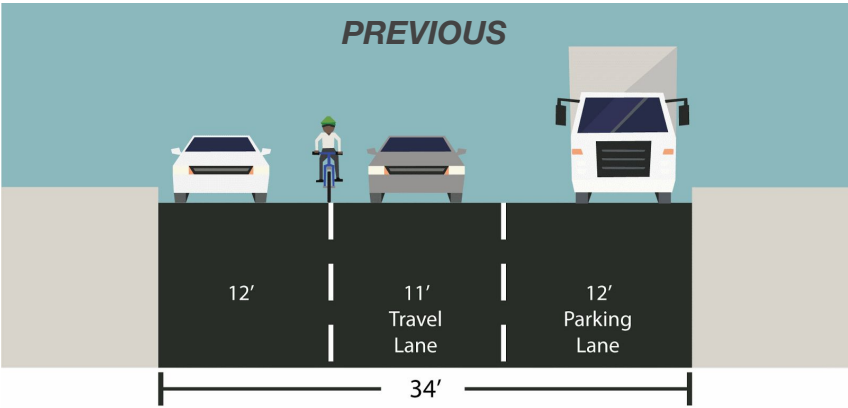 PREVIOUS
12’
11’
Travel
Lane
12’
Parking
Lane
34’